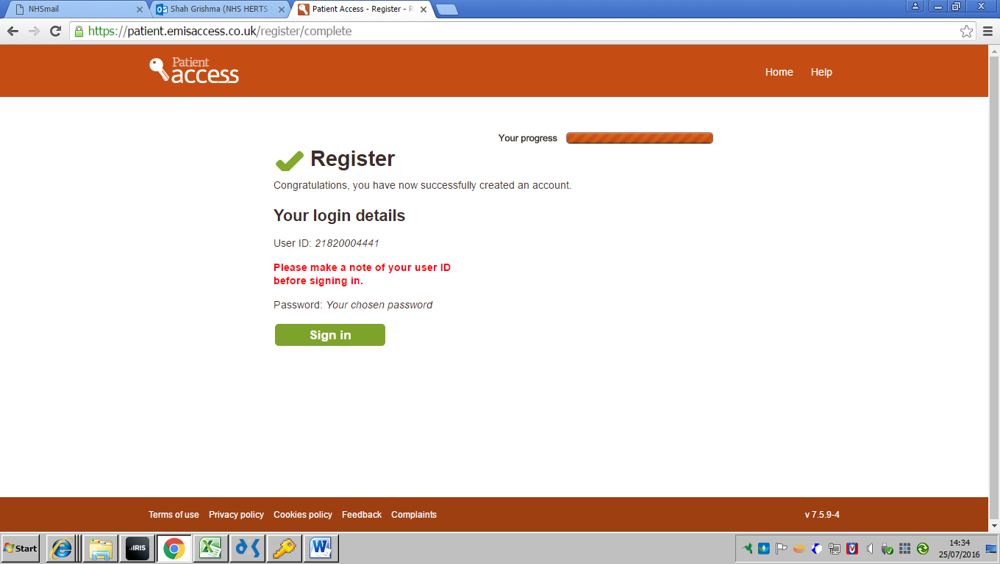 NHSmail
Shah Grishma (NHS HERTS
Patient Access - Register - R
https://patient.emisaccess.co.uk/register/complete
Patient
access
Home Help
Your progress
Register
Congratulations, you have now successfully created an account.
Your login details
User ID: 21820004441
Please make a note of your user ID
before signing in.
Password: Your chosen password
Sign in
Terms of use Privacy policy Cookies policy Feedback Complaints
v 7.5.9-4
Start
IRIS
14:34
25/07/2016